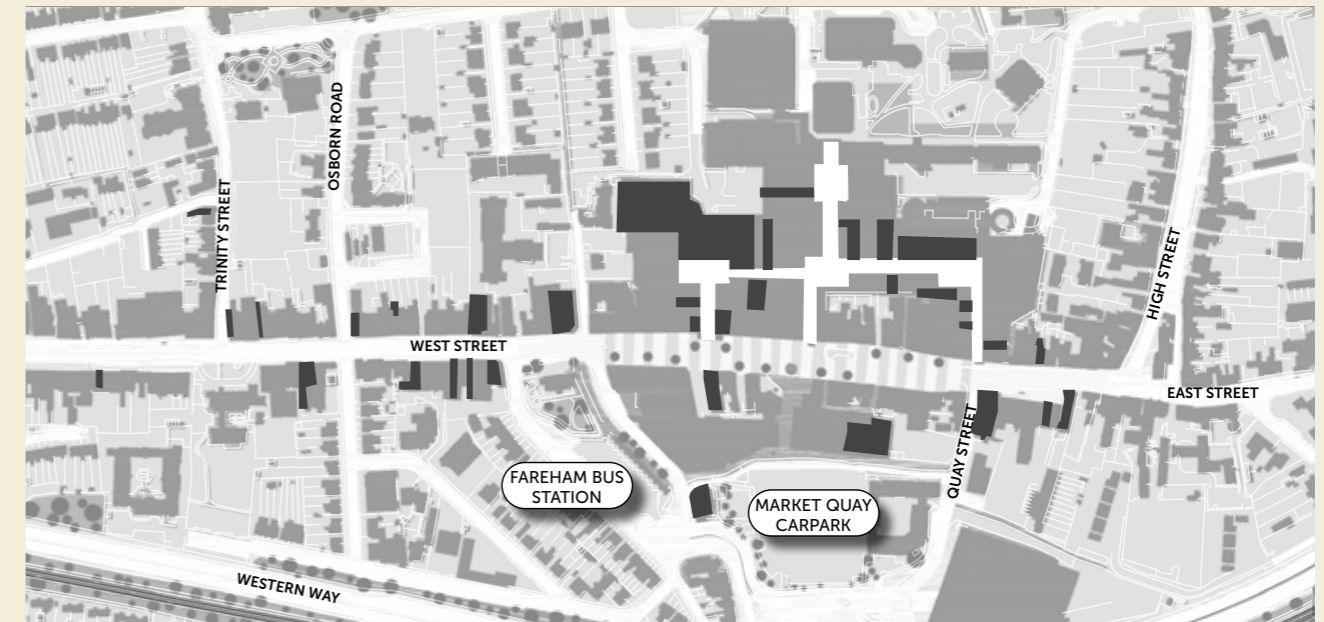 OSBORN ROAD
TRINITY STREET
HIGH STREET
WEST STREET
EAST STREET
QUAY STREET
FAREHAM BUS
STATION
MARKET QUAY
CARPARK
WESTERN WAY